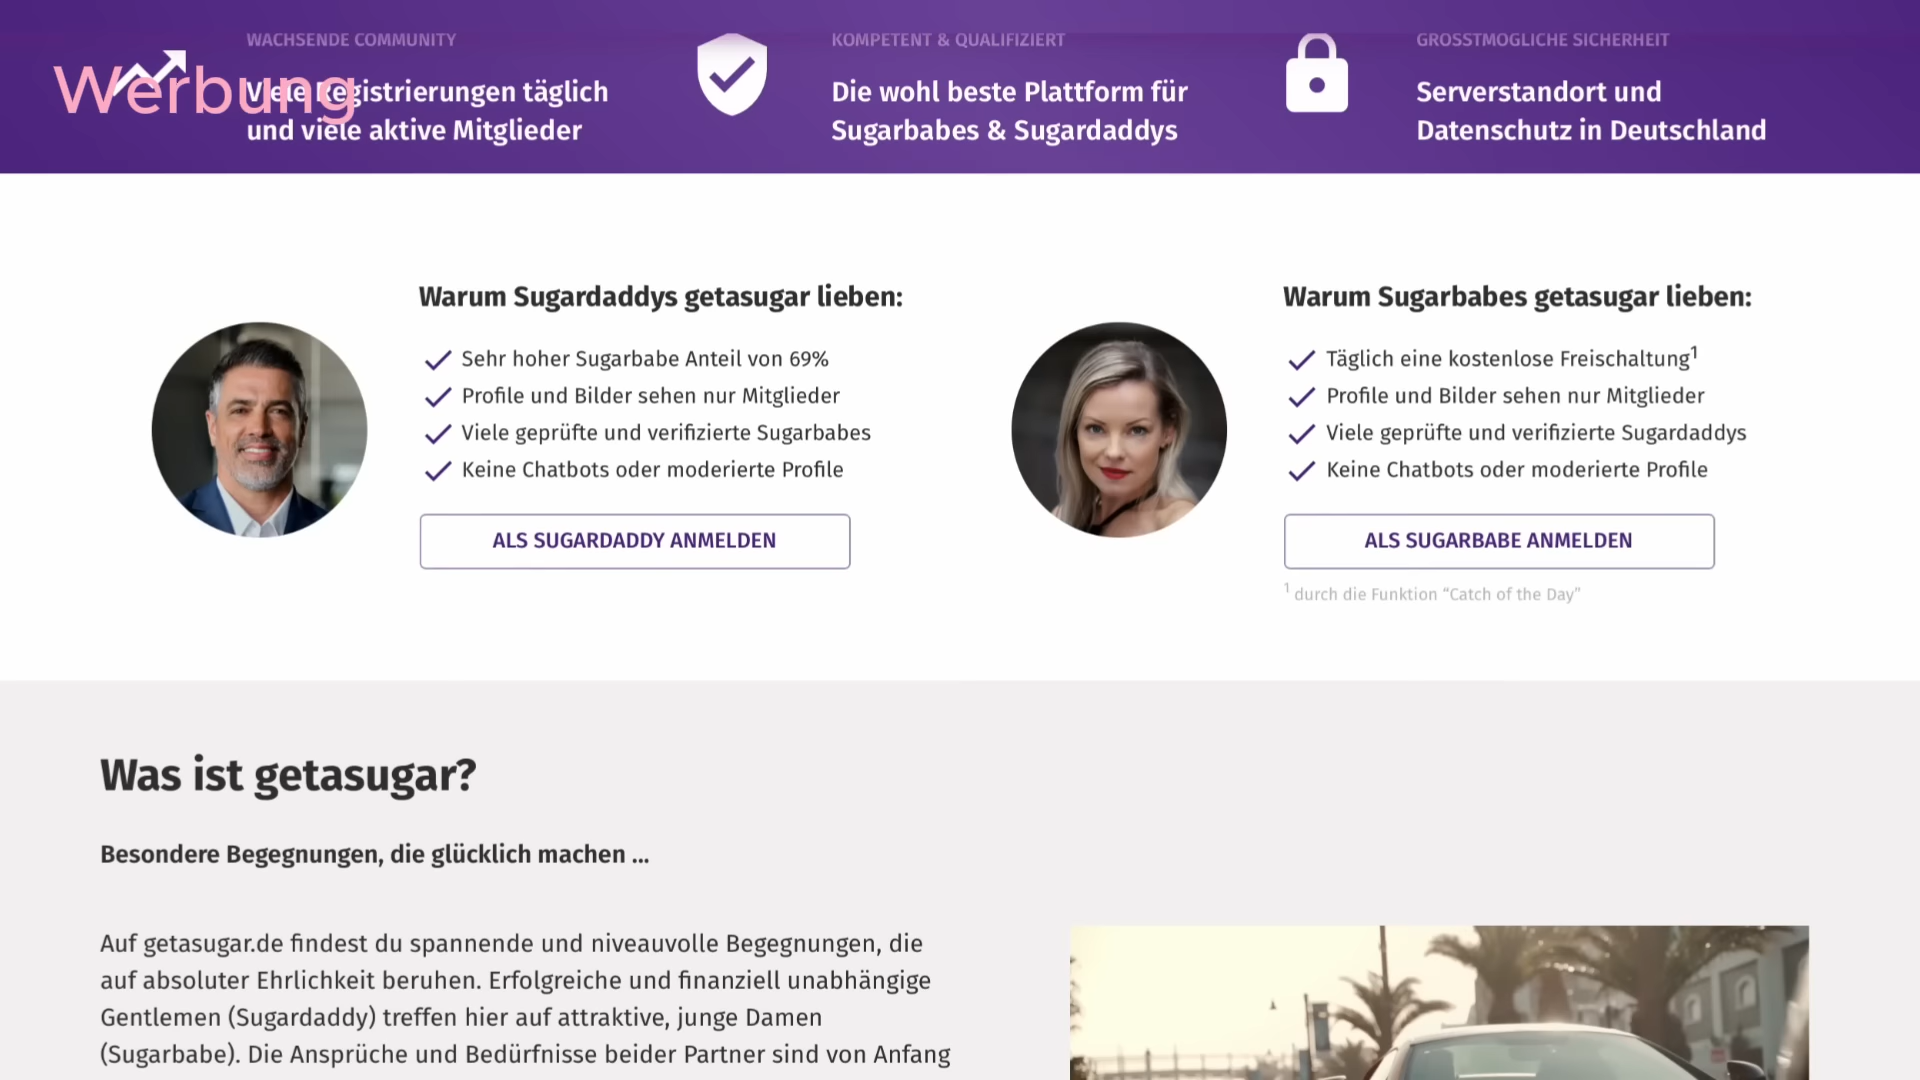 Werbung
WACHSENDE COMMUNITY
Viele Registrierungen täglich
und viele aktive Mitglieder
KOMPETENT & QUALIFIZIERT
Die wohl beste Plattform für
Sugarbabes & Sugardaddys
GROSSTMOGLICHE SICHERHEIT
Serverstandort und
Datenschutz in Deutschland
Warum Sugardaddys getasugar lieben:
Sehr hoher Sugarbabe Anteil von 69%
Profile und Bilder sehen nur Mitglieder
Viele geprüfte und verifizierte Sugarbabes
Keine Chatbots oder moderierte Profile
ALS SUGARDADDY ANMELDEN
Warum Sugarbabes getasugar lieben:
Täglich eine kostenlose Freischaltung¹
Profile und Bilder sehen nur Mitglieder
Viele geprüfte und verifizierte Sugardaddys
Keine Chatbots oder moderierte Profile
ALS SUGARBABE ANMELDEN
¹ durch die Funktion “Catch of the Day”
Was ist getasugar?
Besondere Begegnungen, die glücklich machen ...
Auf getasugar.de findest du spannende und niveauvolle Begegnungen, die
auf absoluter Ehrlichkeit beruhen. Erfolgreiche und finanziell unabhängige
Gentlemen (Sugardaddy) treffen hier auf attraktive, junge Damen
(Sugarbabe). Die Ansprüche und Bedürfnisse beider Partner sind von Anfang